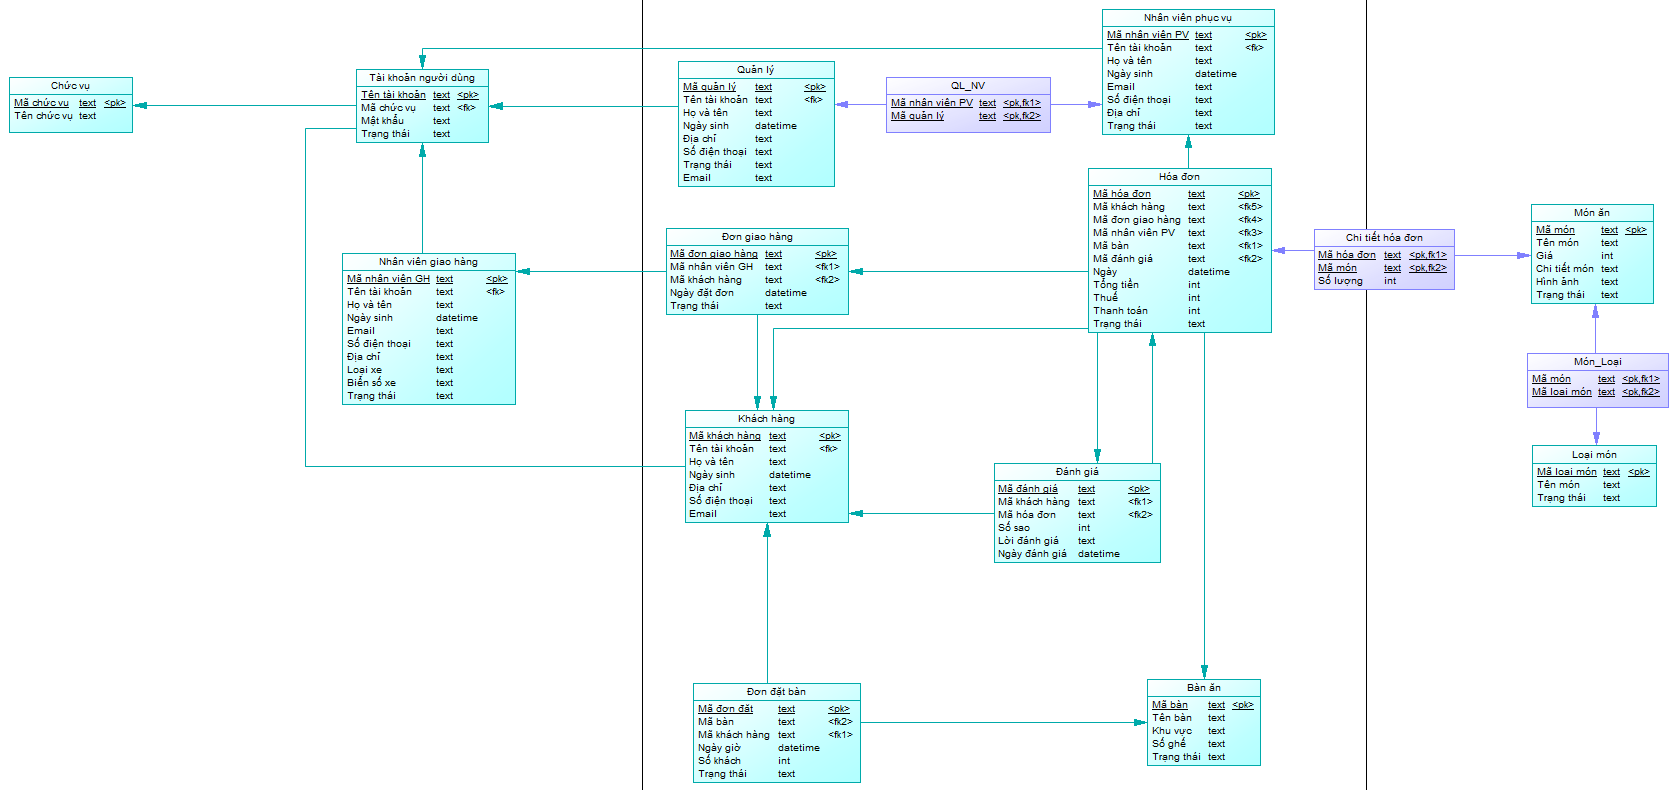 Chức vụ
Mã chức vụ text <pk>
Tên chức vụ text
Tài khoản người dùng
Tên tài khoản text <pk>
Mã chức vụ text <fk>
Mật khẩu text
Trạng thái text
Quản lý
Mã quản lý text <pk>
Tên tài khoản text <fk>
Họ và tên text
Ngày sinh datetime
Địa chỉ text
Số điện thoại text
Trạng thái text
Email text
QL_NV
Mã nhân viên PV text <pk,fk1>
Mã quản lý text <pk,fk2>
Nhân viên phục vụ
Mã nhân viên PV text <pk>
Tên tài khoản text <fk>
Họ và tên text
Ngày sinh datetime
Email text
Số điện thoại text
Địa chỉ text
Trạng thái text
Nhân viên giao hàng
Mã nhân viên GH text <pk>
Tên tài khoản text <fk>
Họ và tên text
Ngày sinh datetime
Email text
Số điện thoại text
Địa chỉ text
Loại xe text
Biển số xe text
Trạng thái text
Đơn giao hàng
Mã đơn giao hàng text <pk>
Mã nhân viên GH text <fk1>
Mã khách hàng text <fk2>
Ngày đặt đơn datetime
Trạng thái text
Hóa đơn
Mã hóa đơn text <pk>
Mã khách hàng text <fk5>
Mã đơn giao hàng text <fk4>
Mã nhân viên PV text <fk3>
Mã bàn text <fk1>
Mã đánh giá text <fk2>
Ngày datetime
Tổng tiền int
Thuế int
Thanh toán int
Trạng thái text
Chi tiết hóa đơn
Mã hóa đơn text <pk,fk1>
Mã món text <pk,fk2>
Số lượng int
Món ăn
Mã món text <pk>
Tên món text
Giá int
Chi tiết món text
Hình ảnh text
Trạng thái text
Món_Loại
Mã món text <pk,fk1>
Mã loại món text <pk,fk2>
Loại món
Mã loại món text <pk>
Tên món text
Trạng thái text
Khách hàng
Mã khách hàng text <pk>
Tên tài khoản text <fk>
Họ và tên text
Ngày sinh datetime
Địa chỉ text
Số điện thoại text
Email text
Đánh giá
Mã đánh giá text <pk>
Mã khách hàng text <fk1>
Mã hóa đơn text <fk2>
Số sao int
Lời đánh giá text
Ngày đánh giá datetime
Đơn đặt bàn
Mã đơn đặt text <pk>
Mã bàn text <fk2>
Mã khách hàng text <fk1>
Ngày giờ datetime
Số khách int
Trạng thái text
Bàn ăn
Mã bàn text <pk>
Tên bàn text
Khu vực text
Số ghế text
Trạng thái text